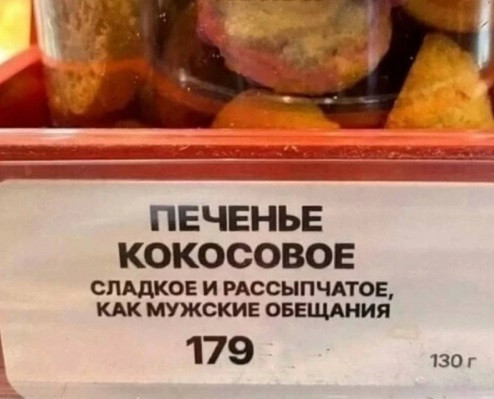 ПЕЧЕНЬЕ
КОКОСОВОЕ
СЛАДКОЕ И РАССЫПЧАТОЕ,
КАК МУЖСКИЕ ОБЕЩАНИЯ
179
130 г